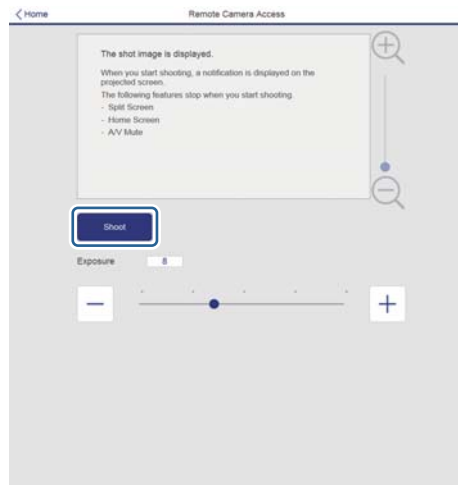 Home
Remote Camera Access
The shot image is displayed.
When you start shooting, a notification is displayed on the
projected screen.
The following features stop when you start shooting.
- Split Screen
- Home Screen
- A/V Mute
Shoot
Exposure 8